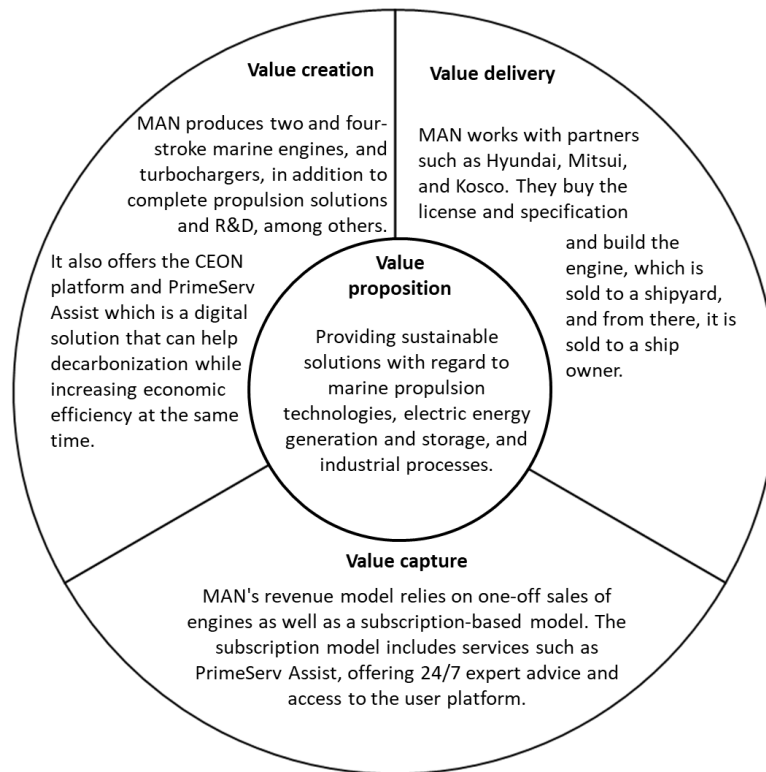 Value creation
MAN produces two and four-
stroke marine engines, and
turbochargers, in addition to
complete propulsion solutions
and R&D, among others.
It also offers the CEON
platform and PrimeServ
Assist which is a digital
solution that can help
decarbonization while
increasing economic
efficiency at the same
time.
Value delivery
MAN works with partners
such as Hyundai, Mitsui,
and Kosco. They buy the
license and specification
and build the
engine, which is
sold to a shipyard,
and from there, it is
sold to a ship
owner.
Value
proposition
Providing sustainable
solutions with regard to
marine propulsion
technologies, electric energy
generation and storage, and
industrial processes.
Value capture
MAN's revenue model relies on one-off sales of
engines as well as a subscription-based model. The
subscription model includes services such as
PrimeServ Assist, offering 24/7 expert advice and
access to the user platform.